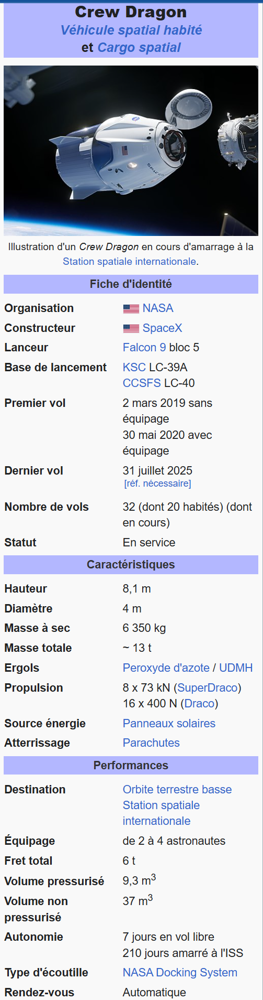 Crew Dragon
Véhicule spatial habité
et Cargo spatial
SPACEX
Illustration d'un Crew Dragon en cours d'amarrage à la
Station spatiale internationale.
Fiche d'identité
Organisation NASA
Constructeur SpaceX
Lanceur Falcon 9 bloc 5
Base de lancement KSC LC-39A
CCSFS LC-40
Premier vol 2 mars 2019 sans
équipage
30 mai 2020 avec
équipage
Dernier vol 31 juillet 2025
[réf. nécessaire]
Nombre de vols 32 (dont 20 habités) (dont
en cours)
Statut En service
Caractéristiques
Hauteur 8,1 m
Diamètre 4 m
Masse à sec 6 350 kg
Masse totale ~ 13 t
Ergols Peroxyde d'azote / UDMH
Propulsion 8 x 73 kN (SuperDraco)
16 x 400 N (Draco)
Source énergie Panneaux solaires
Atterrissage Parachutes
Performances
Destination Orbite terrestre basse
Station spatiale
internationale
Équipage de 2 à 4 astronautes
Fret total 6 t
Volume pressurisé 9,3 m³
Volume non 37 m³
pressurisé
Autonomie 7 jours en vol libre
210 jours amarré à l'ISS
Type d'écoutille NASA Docking System
Rendez-vous Automatique